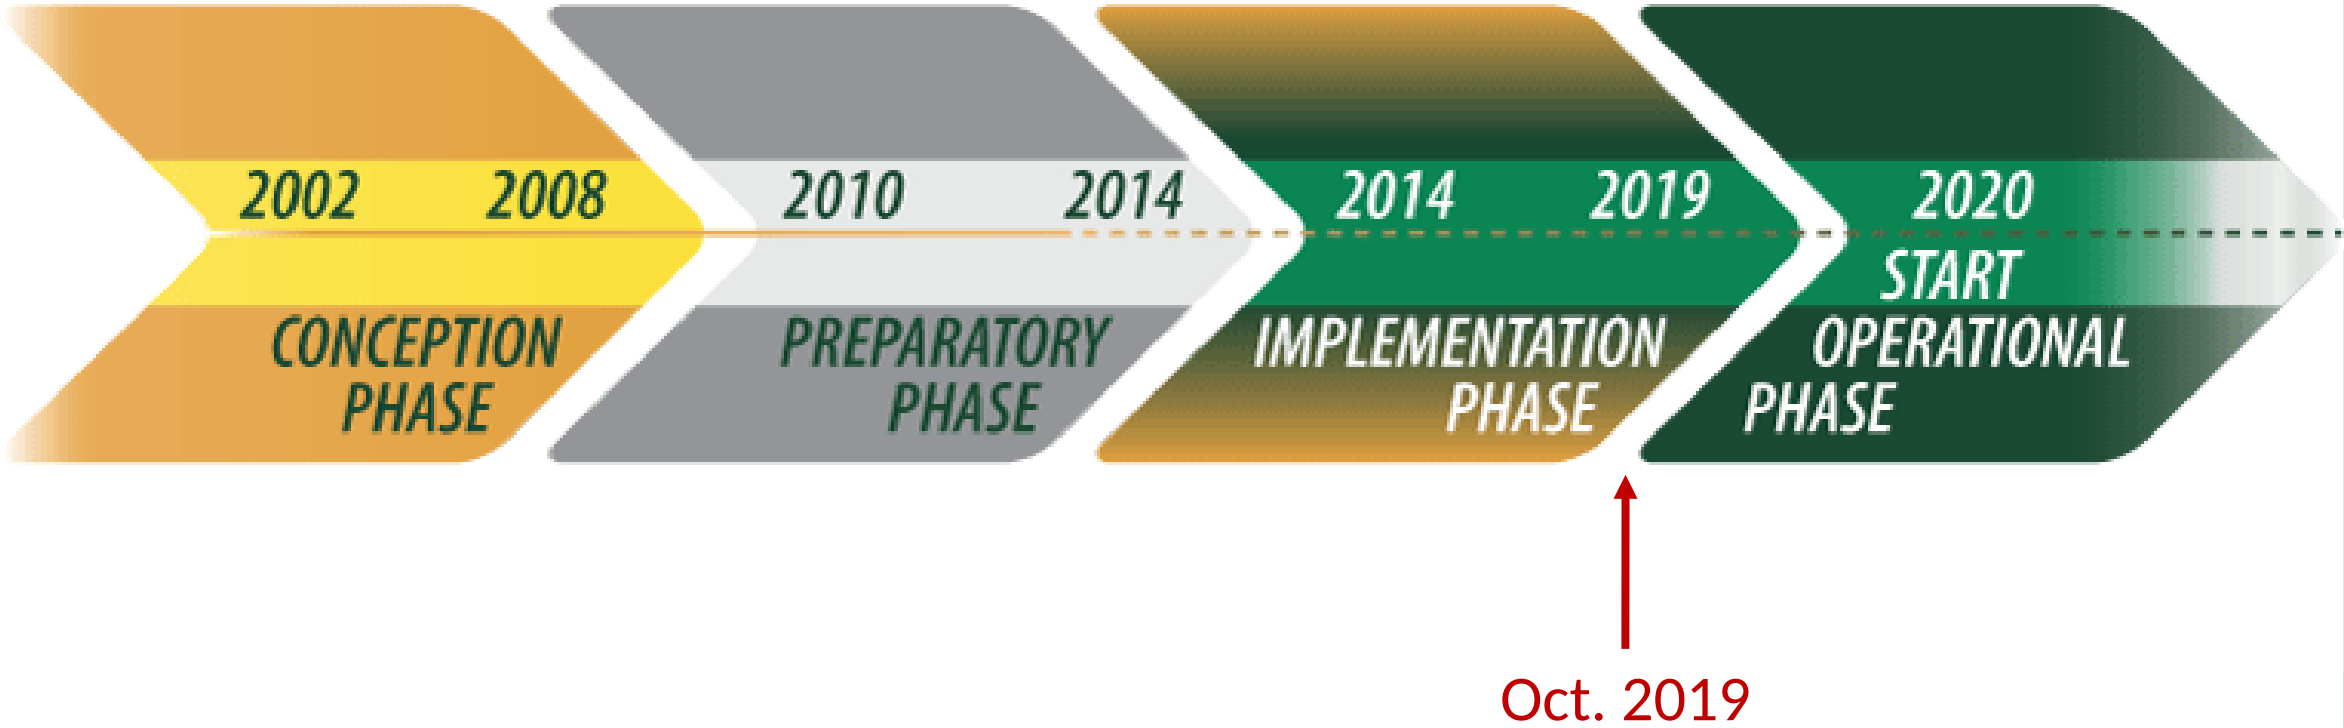 2002 2008 2010 2014 2014 2019 2020
START
CONCEPTION PREPARATORY IMPLEMENTATION OPERATIONAL
PHASE PHASE PHASE PHASE
Oct. 2019